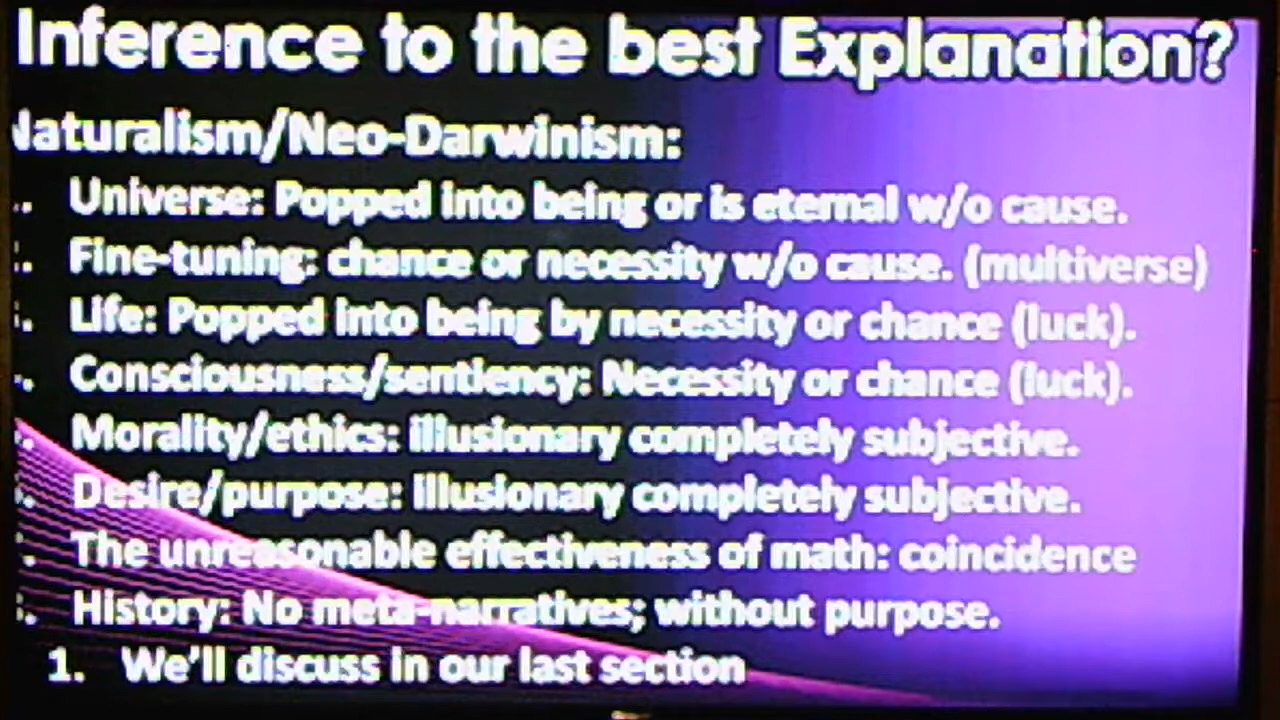 Inference to the best Explanation?
Naturalism/Neo-Darwinism:
Universe: Popped into being or is eternal w/o cause.
Fine-tuning: chance or necessity w/o cause. (multiverse)
Life: Popped into being by necessity or chance (luck).
Consciousness/sentiency: Necessity or chance (luck).
Morality/ethics: illusionary completely subjective.
Desire/purpose: Illusionary completely subjective.
The unreasonable effectiveness of math: coincidence
History: No meta-narratives; without purpose.
1. We'll discuss in our last section